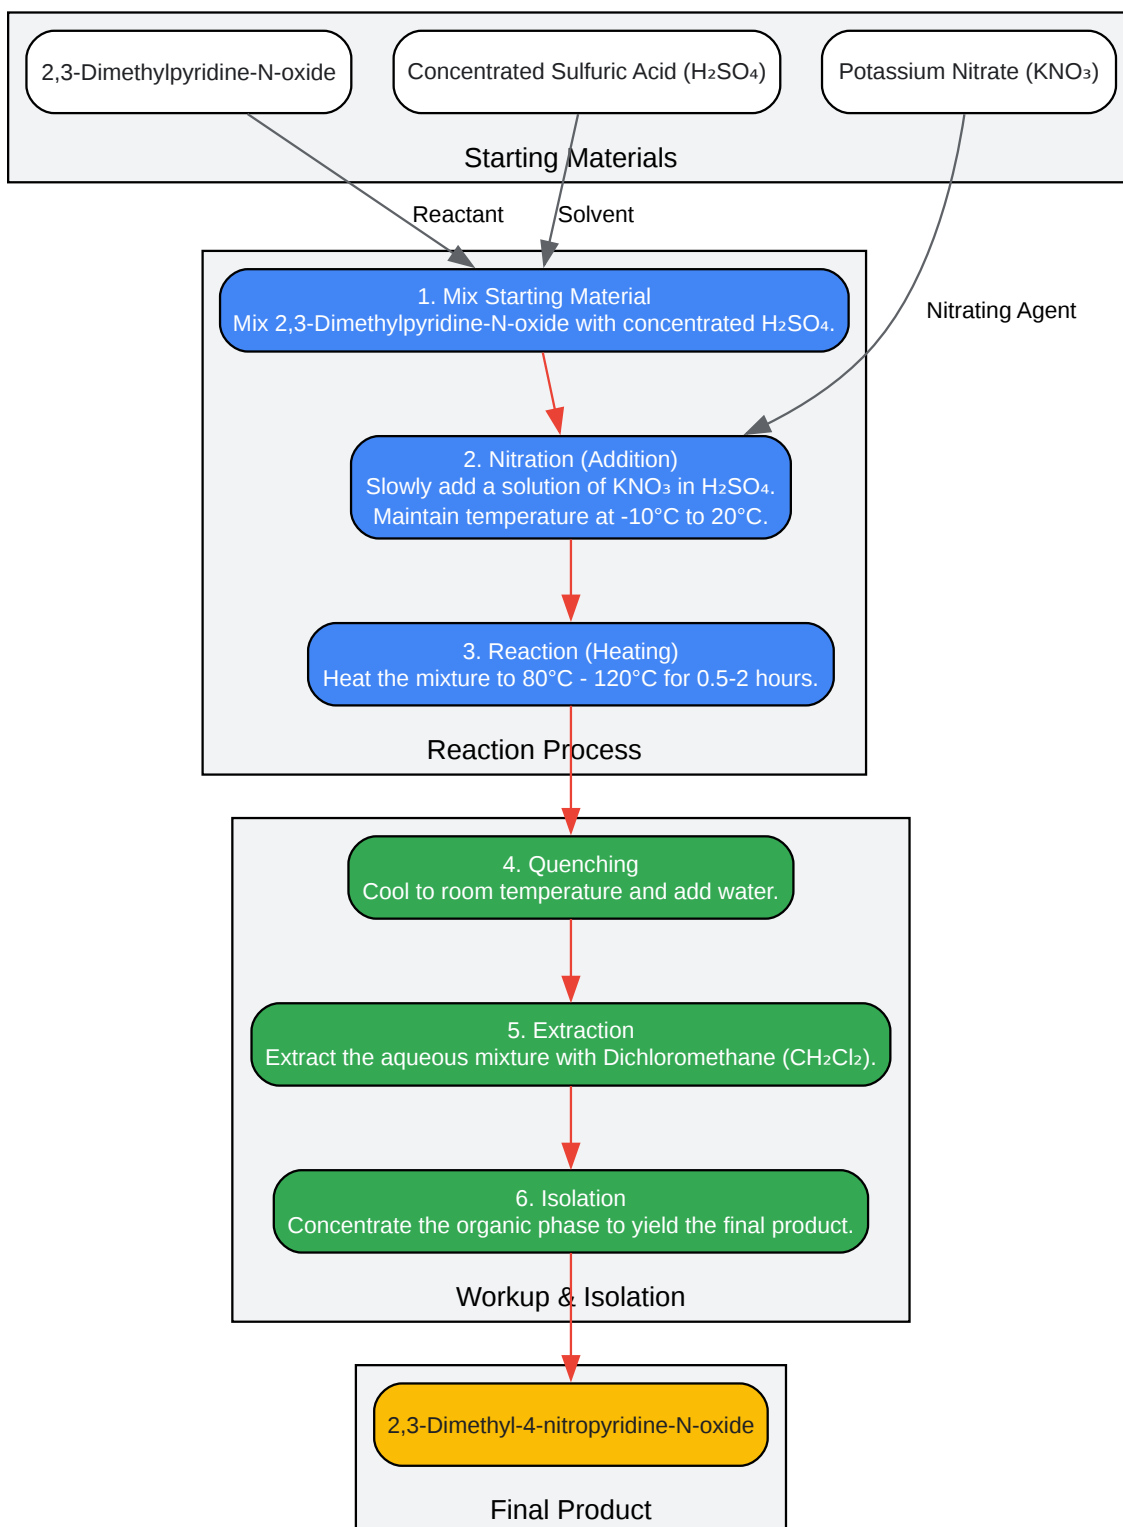 2,3-Dimethylpyridine-N-oxide
Concentrated Sulfuric Acid (H₂SO₄)
Potassium Nitrate (KNO₃)
Starting Materials
Reactant
Solvent
Nitrating Agent
1. Mix Starting Material
Mix 2,3-Dimethylpyridine-N-oxide with concentrated H₂SO₄.
2. Nitration (Addition)
Slowly add a solution of KNO₃ in H₂SO₄.
Maintain temperature at -10°C to 20°C.
3. Reaction (Heating)
Heat the mixture to 80°C - 120°C for 0.5-2 hours.
Reaction Process
4. Quenching
Cool to room temperature and add water.
5. Extraction
Extract the aqueous mixture with Dichloromethane (CH₂Cl₂).
6. Isolation
Concentrate the organic phase to yield the final product.
Workup & Isolation
2,3-Dimethyl-4-nitropyridine-N-oxide
Final Product